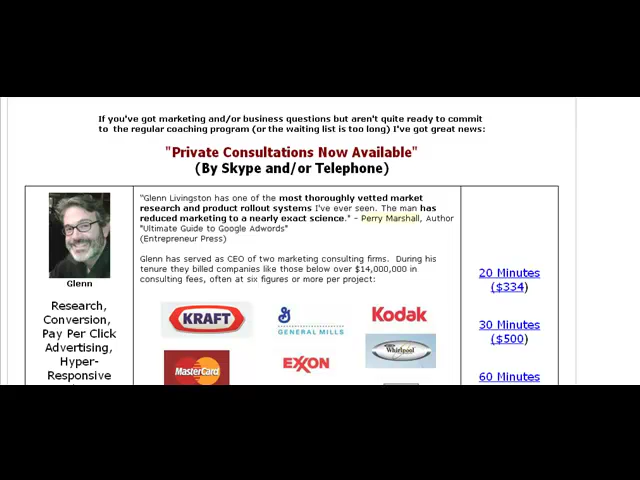 If you've got marketing and/or business questions but aren't quite ready to commit
to the regular coaching program (or the waiting list is too long) I've got great news:
"Private Consultations Now Available"
(By Skype and/or Telephone)
Glenn
Research,
Conversion,
Pay Per Click
Advertising,
Hyper-
Responsive
"Glenn Livingston has one of the most thoroughly vetted market
research and product rollout systems I've ever seen. The man has
reduced marketing to a nearly exact science." – Perry Marshall, Author
"Ultimate Guide to Google Adwords"
(Entrepreneur Press)
Glenn has served as CEO of two marketing consulting firms. During his
tenure they billed companies like those below over $14,000,000 in
consulting fees, often at six figures or more per project:
KRAFT
GENERAL MILLS
Kodak
Whirlpool
MasterCard
EXXON
20 Minutes
($334)
30 Minutes
($500)
60 Minutes